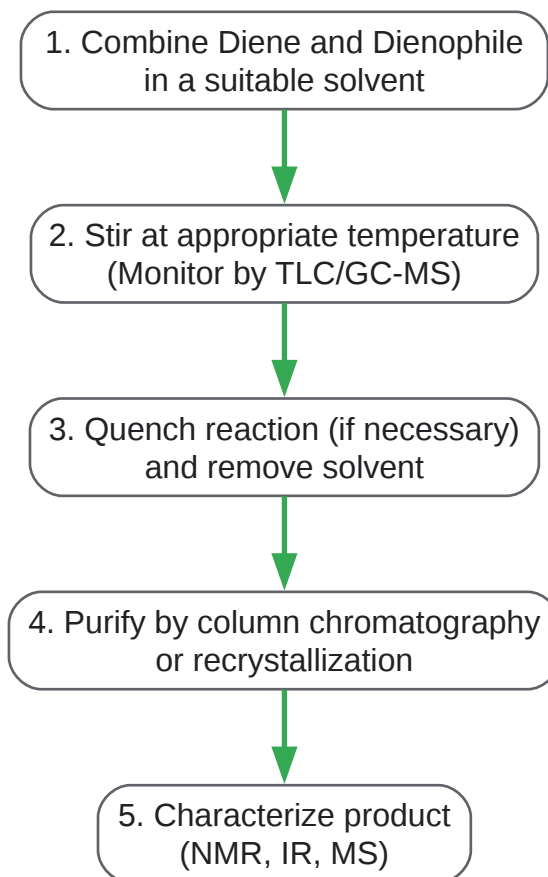 1. Combine Diene and Dienophile
in a suitable solvent
2. Stir at appropriate temperature
(Monitor by TLC/GC-MS)
3. Quench reaction (if necessary)
and remove solvent
4. Purify by column chromatography
or recrystallization
5. Characterize product
(NMR, IR, MS)